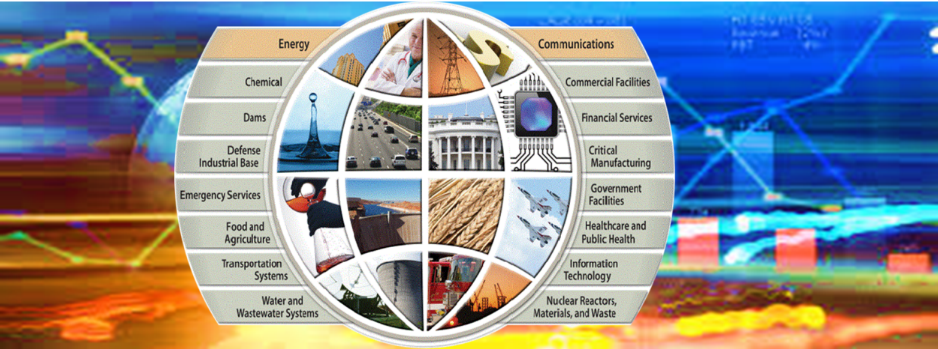 Energy
Chemical
Dams
Defense
Industrial Base
Emergency Services
Food and
Agriculture
Transportation
Systems
Water and
Wastewater Systems
Communications
Commercial Facilities
Financial Services
Critical
Manufacturing
Government
Facilities
Healthcare and
Public Health
Information
Technology
Nuclear Reactors,
Materials, and Waste